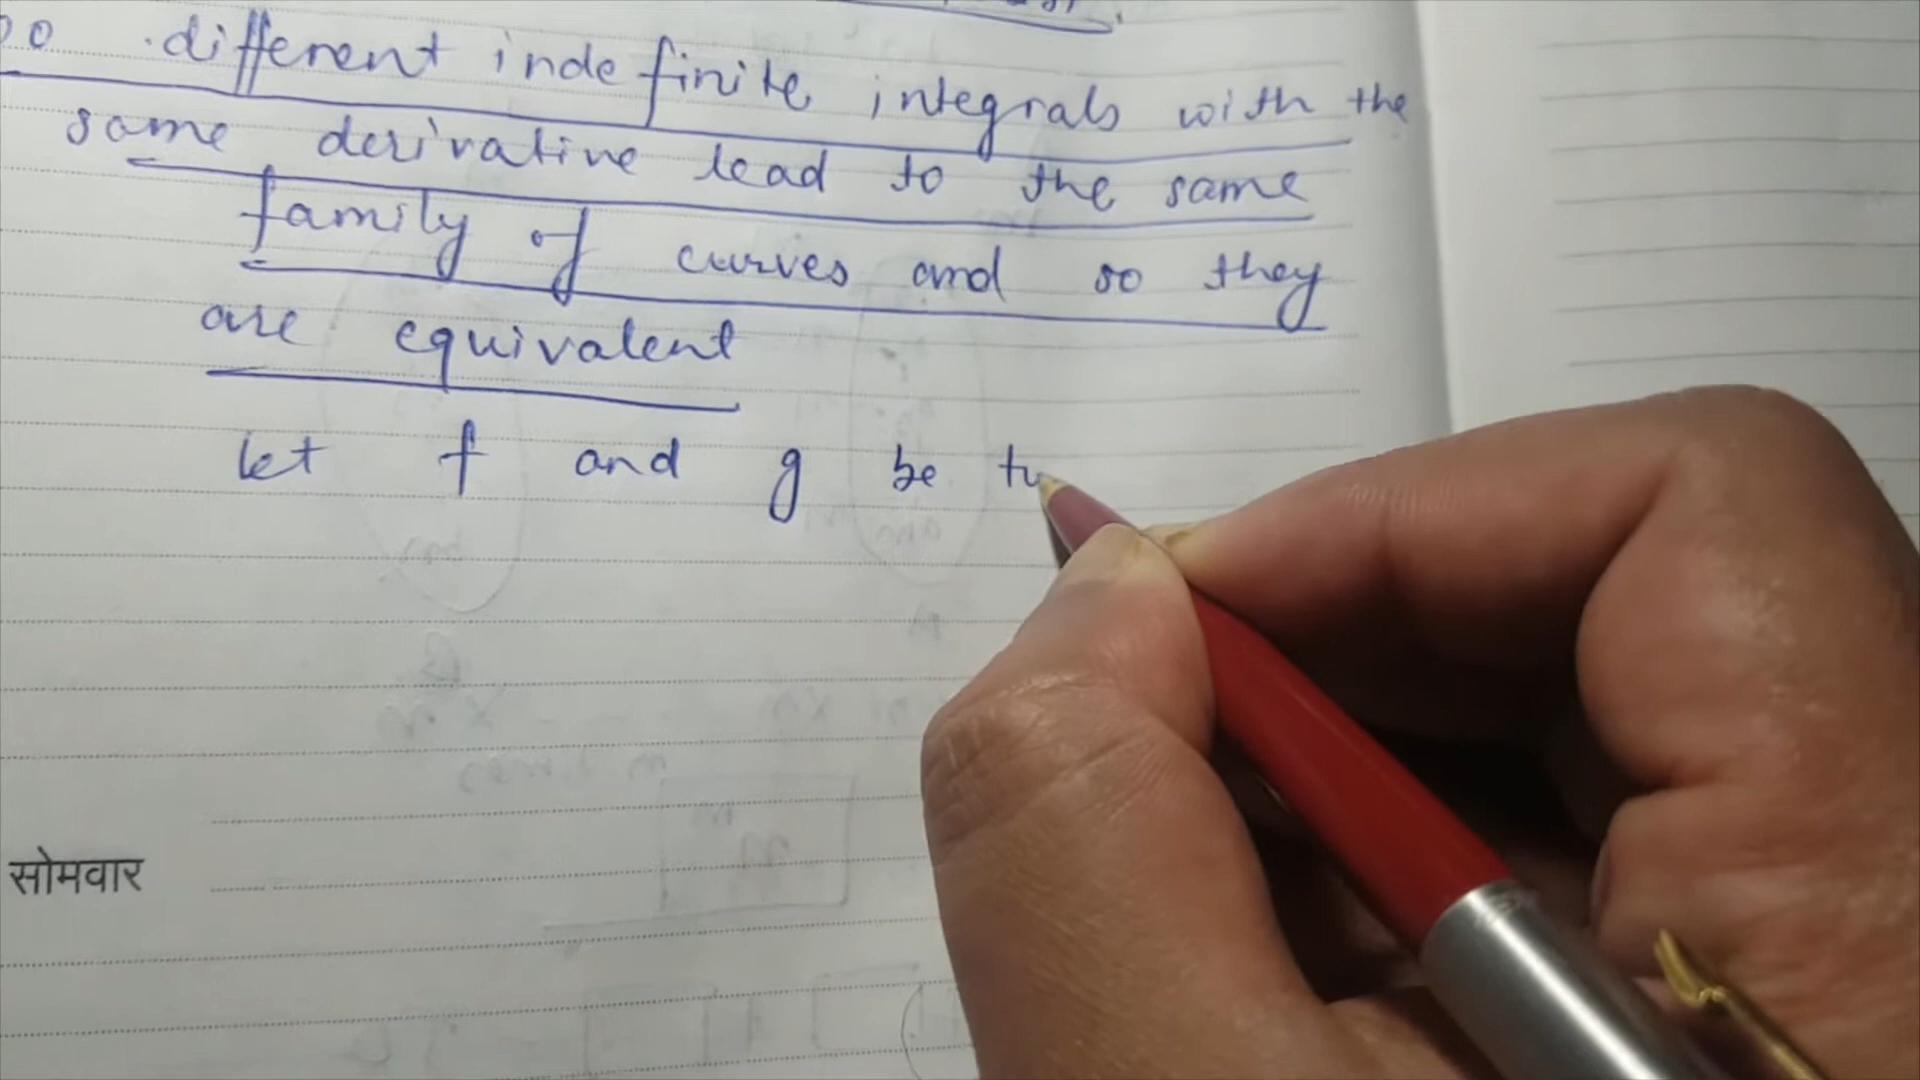 different indefinite integrals with the
same derivative lead to the same
family of curves and so they
are equivalent
let f and g be
सोमवार